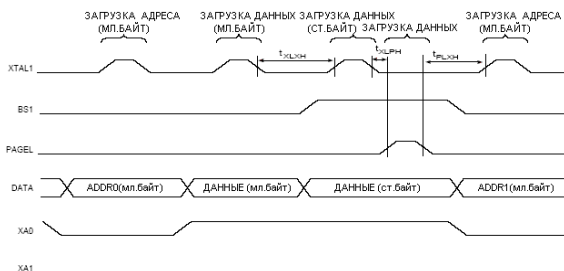 ЗАГРУЗКА АДРЕСА ЗАГРУЗКА ДАННЫХ ЗАГРУЗКА ДАННЫХ ЗАГРУЗКА АДРЕСА
(МЛ.БАЙТ) (МЛ.БАЙТ) (СТ.БАЙТ) ЗАГРУЗКА ДАННЫХ (МЛ.БАЙТ)
tXLXH tXLPH tPLXH
XTAL1
BS1
PAGEL
DATA ADDR0(мл.байт) ДАННЫЕ (мл.байт) ДАННЫЕ (ст.байт) ADDR1(мл.байт)
XA0
XA1